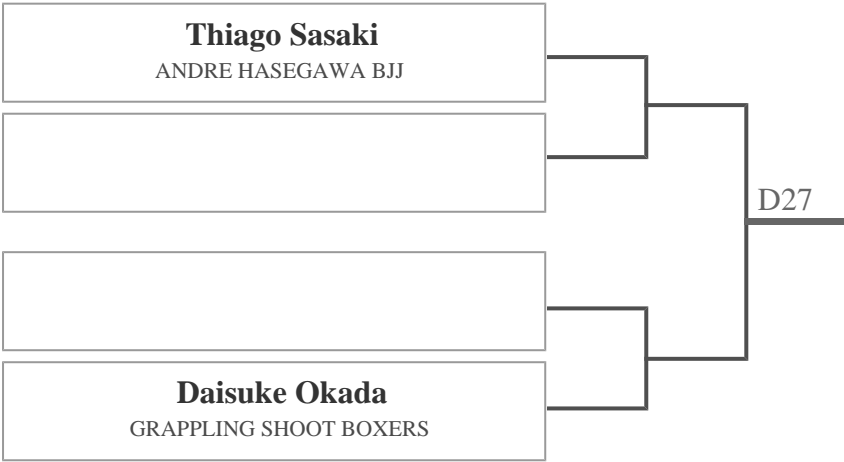 Thiago Sasaki
ANDRE HASEGAWA BJJ
D27
Daisuke Okada
GRAPPLING SHOOT BOXERS